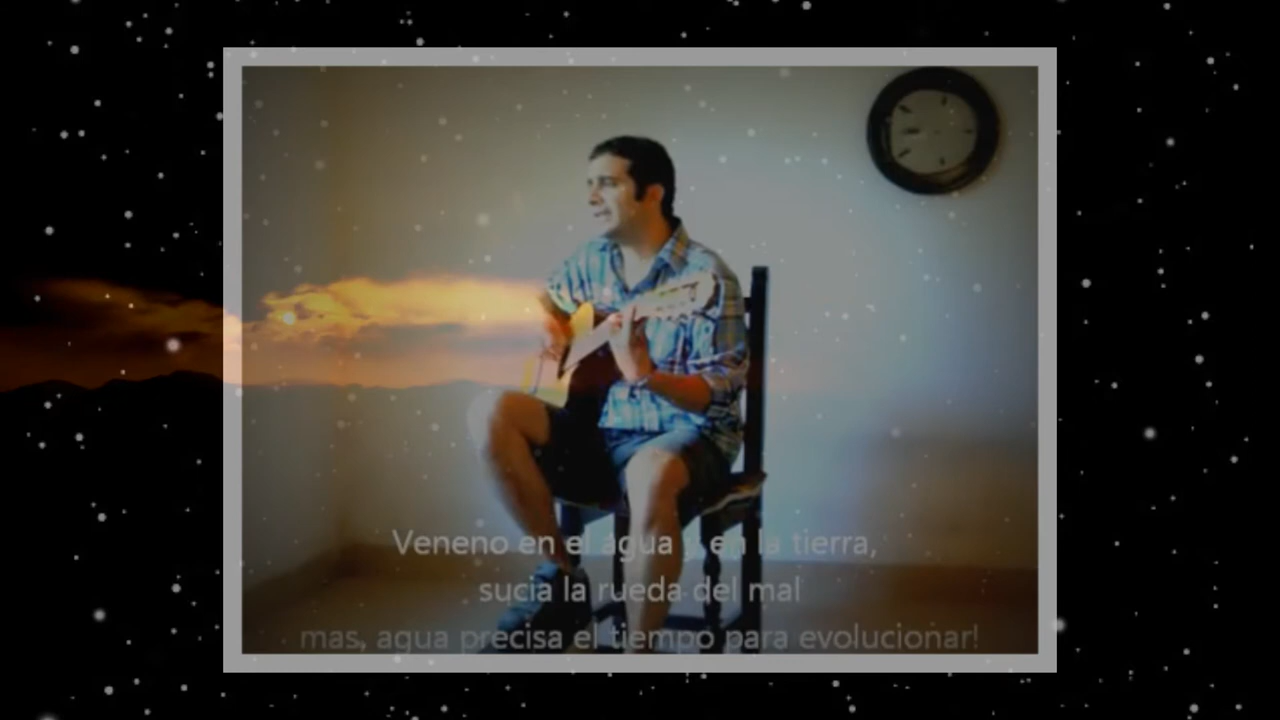 Veneno en el agua y en la tierra,
sucia la rueda del mal
mas, agua precisa el tiempo para evolucionar!